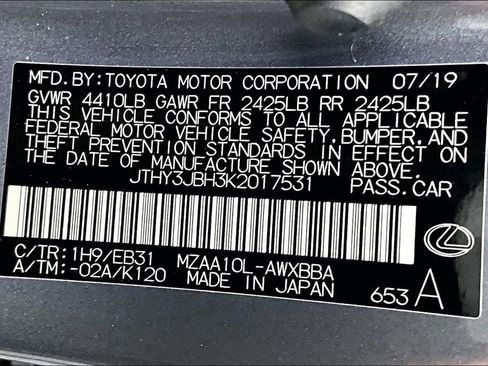 MFD.BY: TOYOTA MOTOR CORPORATION 07/19
GVWR 4410LB GAWR FR 2425LB RR 2425LB
THIS VEHICLE CONFORMS TO ALL APPLICABLE
FEDERAL MOTOR VEHICLE SAFETY, BUMPER, AND
THEFT PREVENTION STANDARDS IN EFFECT ON
THE DATE OF MANUFACTURE SHOWN ABOVE.
JTHY3JBH3K2017531 PASS.CAR
C/TR: 1H9/EB31 MZAA10L-AWXBBA
A/TM: -02A/K120 MADE IN JAPAN
653 A